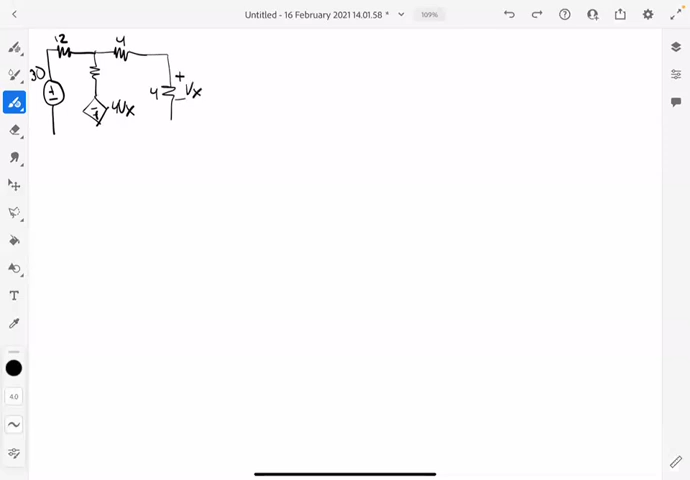 Untitled - 16 February 2021 14.01.58 *
109%
12
4
30
+
4
Vx
-
+
-
- +
4Vx
4.0
T